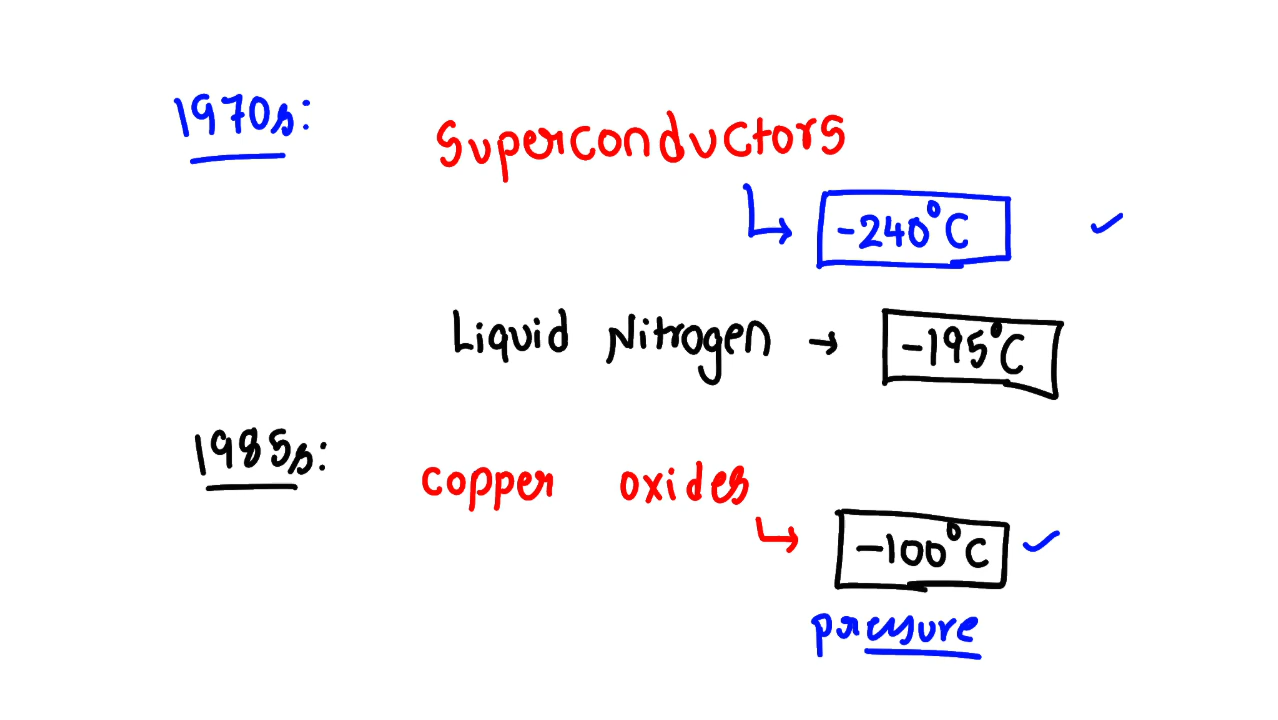 1970s:
Superconductors
↳ -240°C ✓
Liquid Nitrogen → -195°C
1985s:
copper oxides
↳ -100°C ✓
pressure